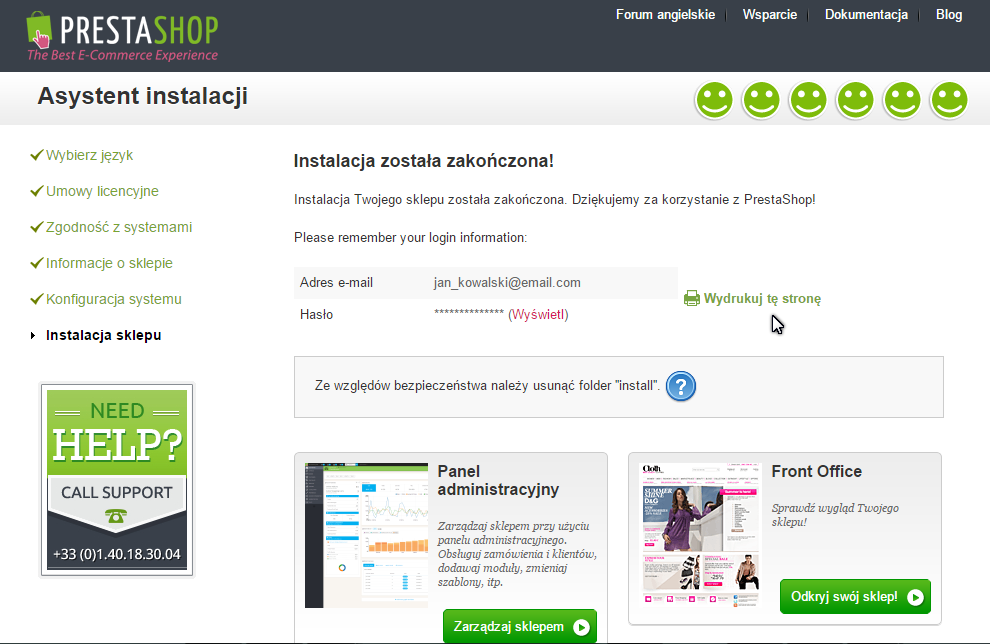 PRESTASHOP
The Best E-Commerce Experience
Forum angielskie
Wsparcie
Dokumentacja
Blog
Asystent instalacji
Wybierz język
Umowy licencyjne
Zgodność z systemami
Informacje o sklepie
Konfiguracja systemu
Instalacja sklepu
NEED
HELP?
CALL SUPPORT
+33 (0)1.40.18.30.04
Instalacja została zakończona!
Instalacja Twojego sklepu została zakończona. Dziękujemy za korzystanie z PrestaShop!
Please remember your login information:
Adres e-mail jan_kowalski@email.com
Hasło ************** (Wyświetl)
Wydrukuj tę stronę
Ze względów bezpieczeństwa należy usunąć folder "install". ?
Panel
administracyjny
Zarządzaj sklepem przy użyciu
panelu administracyjnego.
Obsługuj zamówienia i klientów,
dodawaj moduły, zmieniaj
szablony, itp.
Zarządzaj sklepem
Cloth
SUMMER
SHINE
D&G
-25%
Front Office
Sprawdź wygląd Twojego
sklepu!
Odkryj swój sklep!